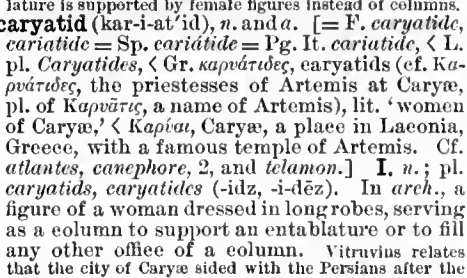 lature is supported by female figures instead of columns.
caryatid (kar-i-at'id), n. and a. [= F. caryatide,
cariatide = Sp. cariátide = Pg. It. cariatide, < L.
pl. Caryatides, < Gr. καρυάτιδες, caryatids (cf. Κα-
ρυάτιδες, the priestesses of Artemis at Caryæ,
pl. of Καρυᾶτις, a name of Artemis), lit. ‘women
of Caryæ,’ < Καρύαι, Caryæ, a place in Laconia,
Greece, with a famous temple of Artemis. Cf.
atlantes, canephore, 2, and telamon.] I. n.; pl.
caryatids, caryatides (-idz, -i-dēz). In arch., a
figure of a woman dressed in long robes, serving
as a column to support an entablature or to fill
any other office of a column. Vitruvius relates
that the city of Caryæ sided with the Persians after the